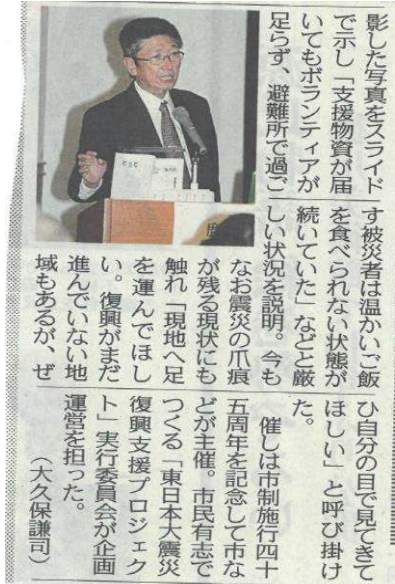 影した写真をスライド
で示し「支援物資が届
いてもボランティアが
足らず、避難所で過ご
す被災者は温かいご飯
を食べられない状態が
続いていた」などと厳
しい状況を説明。今も
なお震災の爪痕
が残る現状にも
触れ「現地へ足
を運んでほし
い。復興がまだ
進んでいない地
域もあるが、ぜ
ひ自分の目で見てきて
ほしい」と呼び掛け
た。
催しは市制施行四十
五周年を記念して市な
どが主催。市民有志で
つくる「東日本大震災
復興支援プロジェク
ト」実行委員会が企画
運営を担った。
（大久保謙司）